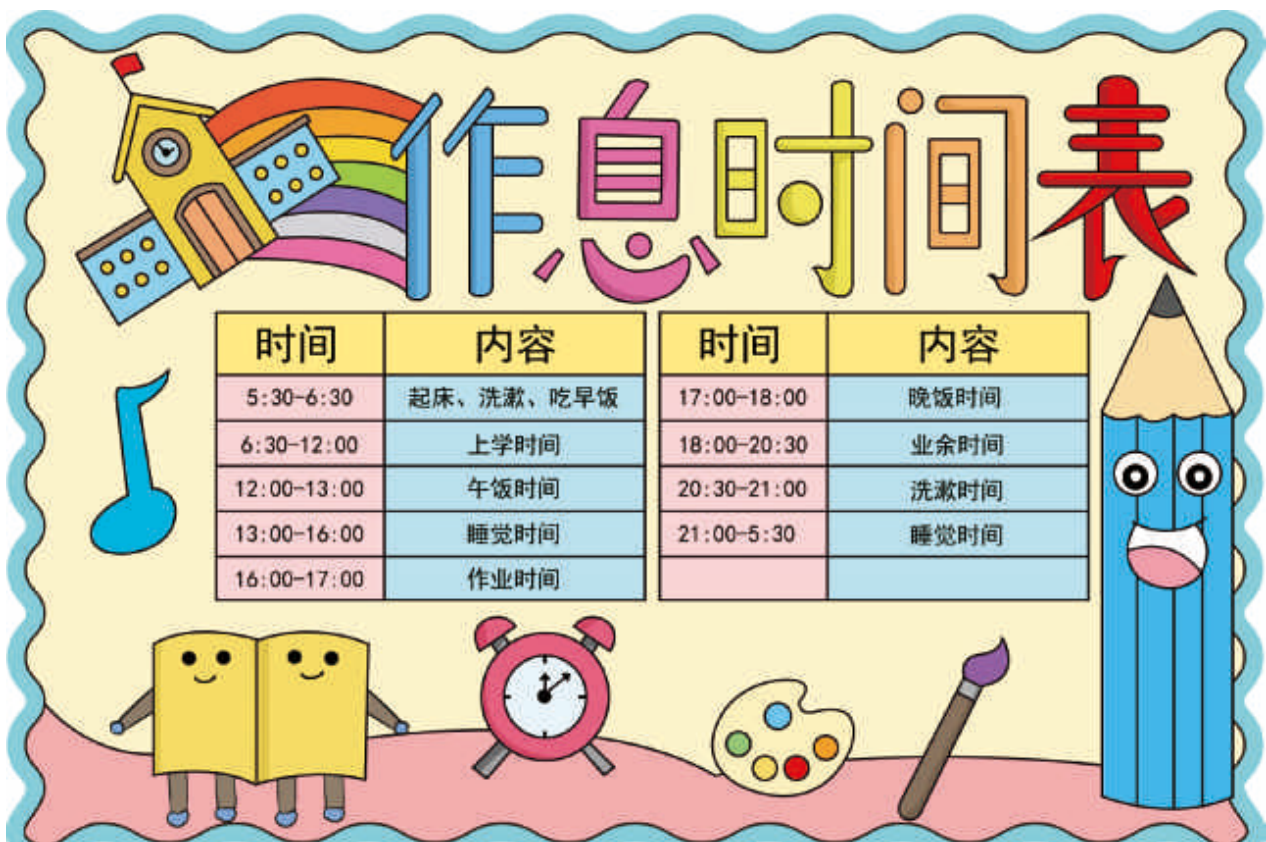 作息时间表
时间 内容
5:30-6:30 起床、洗漱、吃早饭
6:30-12:00 上学时间
12:00-13:00 午饭时间
13:00-16:00 睡觉时间
16:00-17:00 作业时间
时间 内容
17:00-18:00 晚饭时间
18:00-20:30 业余时间
20:30-21:00 洗漱时间
21:00-5:30 睡觉时间